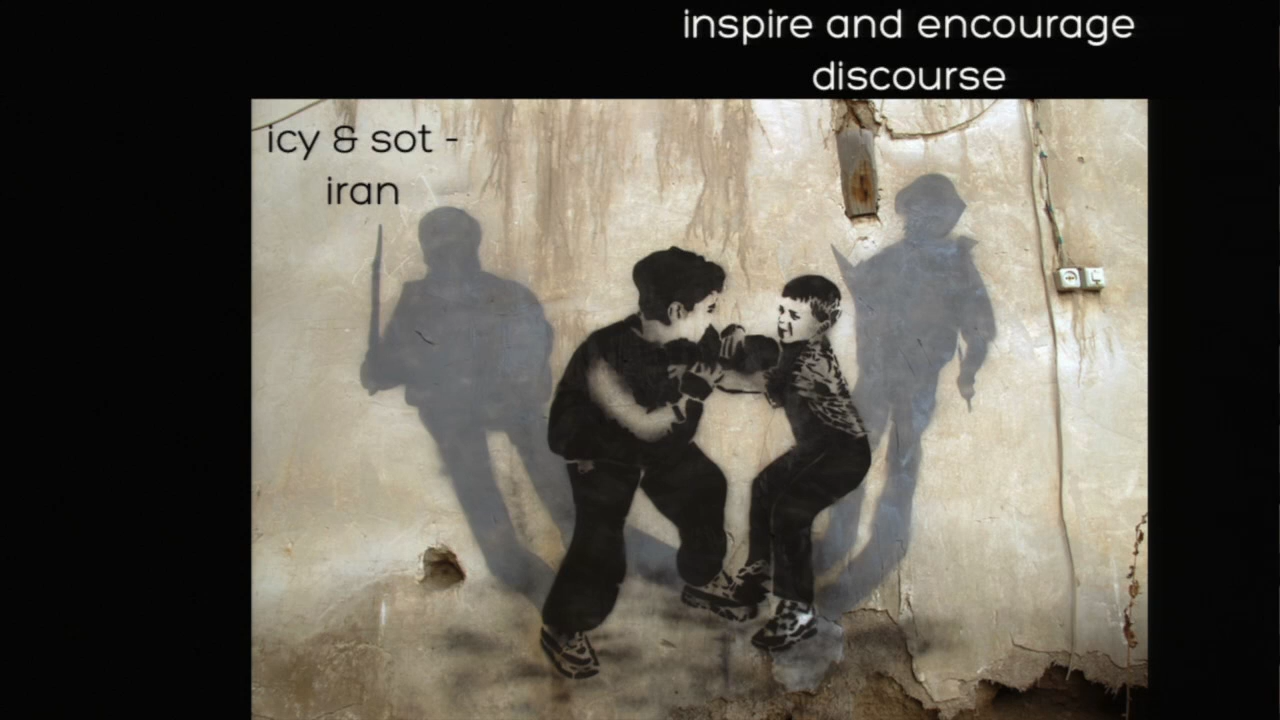 inspire and encourage
discourse
icy & sot -
iran